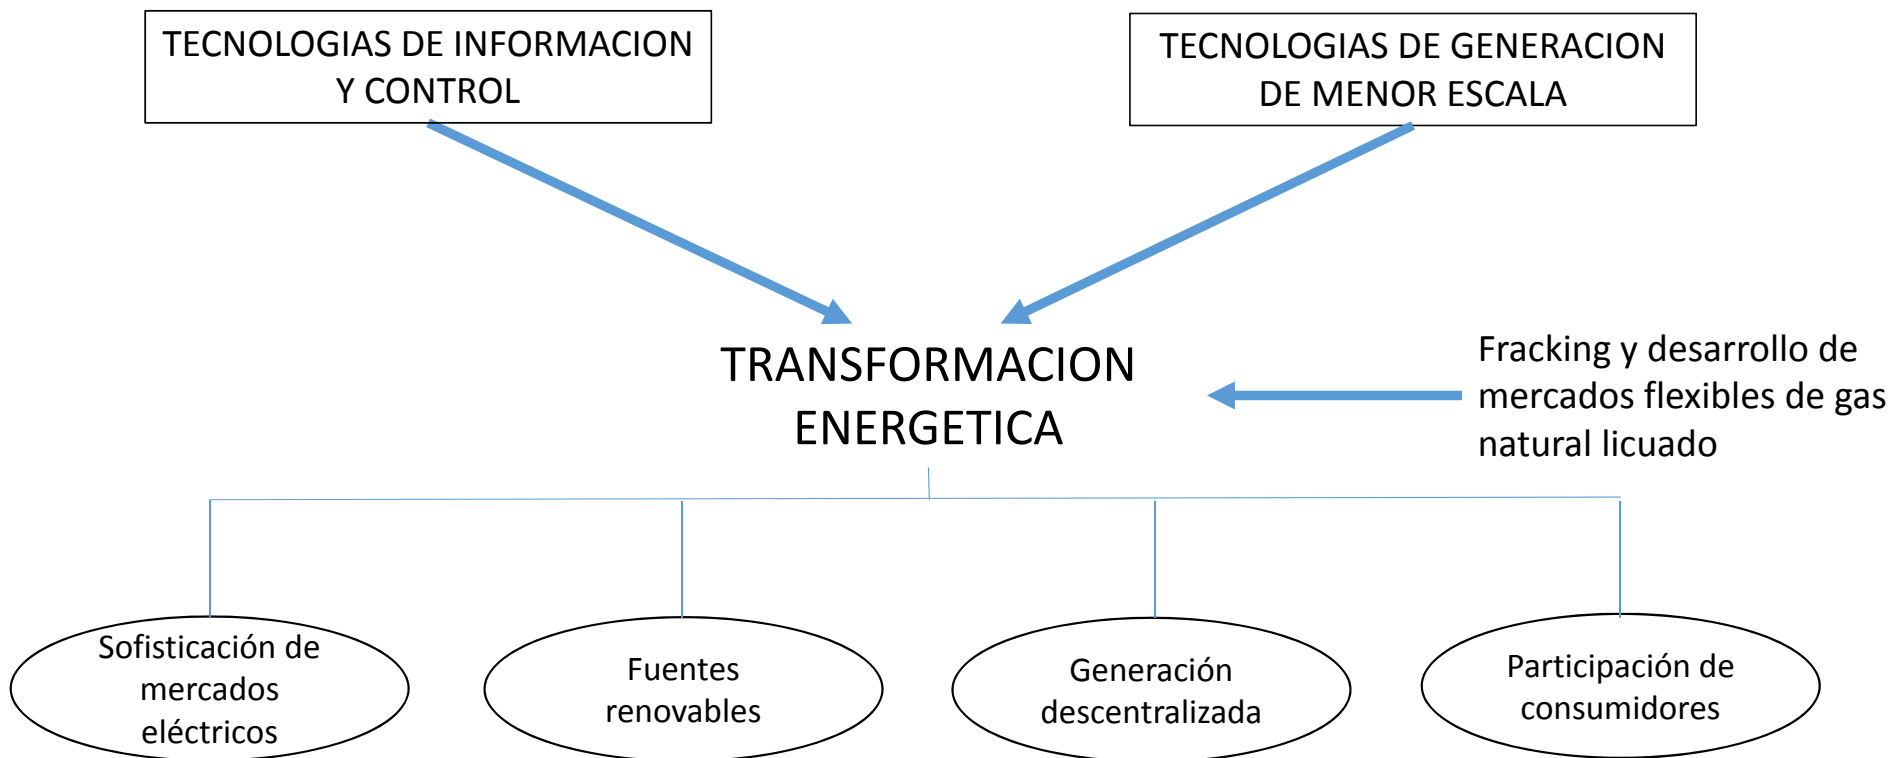 TECNOLOGIAS DE INFORMACION
Y CONTROL
TECNOLOGIAS DE GENERACION
DE MENOR ESCALA
TRANSFORMACION
ENERGETICA
Fracking y desarrollo de
mercados flexibles de gas
natural licuado
Sofisticación de
mercados
eléctricos
Fuentes
renovables
Generación
descentralizada
Participación de
consumidores